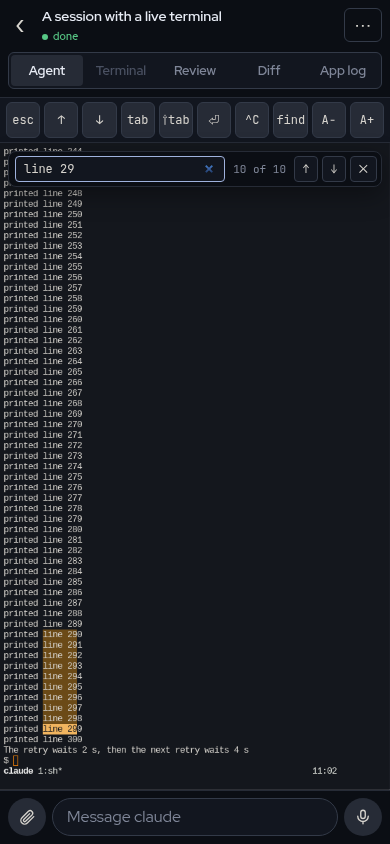 A session with a live terminal
done
Agent
Terminal
Review
Diff
App log
esc
↑
↓
tab
⇧tab
⏎
^C
find
A-
A+
line 29
10 of 10
printed line 248
printed line 249
printed line 250
printed line 251
printed line 252
printed line 253
printed line 254
printed line 255
printed line 256
printed line 257
printed line 258
printed line 259
printed line 260
printed line 261
printed line 262
printed line 263
printed line 264
printed line 265
printed line 266
printed line 267
printed line 268
printed line 269
printed line 270
printed line 271
printed line 272
printed line 273
printed line 274
printed line 275
printed line 276
printed line 277
printed line 278
printed line 279
printed line 280
printed line 281
printed line 282
printed line 283
printed line 284
printed line 285
printed line 286
printed line 287
printed line 288
printed line 289
printed line 290
printed line 291
printed line 292
printed line 293
printed line 294
printed line 295
printed line 296
printed line 297
printed line 298
printed line 299
printed line 300
The retry waits 2 s, then the next retry waits 4 s
$
claude 1:sh* 11:02
Message claude